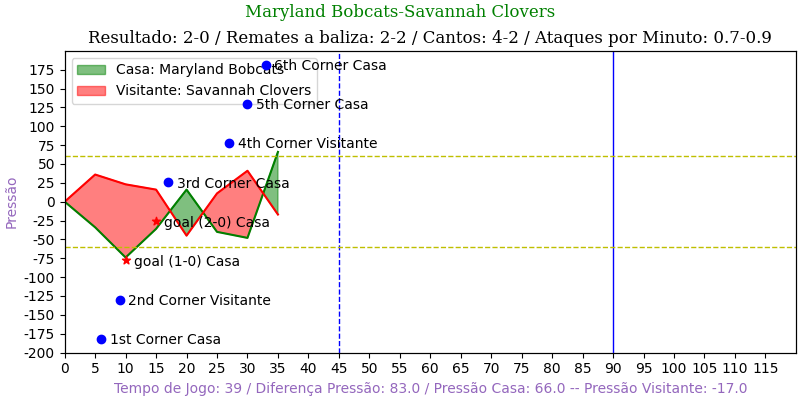 Maryland Bobcats-Savannah Clovers
Resultado: 2-0 / Remates a baliza: 2-2 / Cantos: 4-2 / Ataques por Minuto: 0.7-0.9
Casa: Maryland Bobcats
Visitante: Savannah Clovers
6th Corner Casa
5th Corner Casa
4th Corner Visitante
3rd Corner Casa
goal (2-0) Casa
goal (1-0) Casa
2nd Corner Visitante
1st Corner Casa
Pressão
175
150
125
100
75
50
25
0
-25
-50
-75
-100
-125
-150
-175
-200
0 5 10 15 20 25 30 35 40 45 50 55 60 65 70 75 80 85 90 95 100 105 110 115
Tempo de Jogo: 39 / Diferença Pressão: 83.0 / Pressão Casa: 66.0 -- Pressão Visitante: -17.0